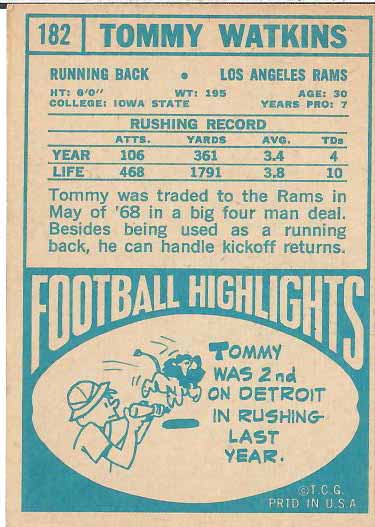 182 TOMMY WATKINS
RUNNING BACK • LOS ANGELES RAMS
HT: 6'0" WT: 195 AGE: 30
COLLEGE: IOWA STATE YEARS PRO: 7
RUSHING RECORD
ATTS. YARDS AVG. TDs
YEAR 106 361 3.4 4
LIFE 468 1791 3.8 10
Tommy was traded to the Rams in
May of '68 in a big four man deal.
Besides being used as a running
back, he can handle kickoff returns.
FOOTBALL HIGHLIGHTS
TOMMY
WAS 2nd
ON DETROIT
IN RUSHING
LAST
YEAR.
©T.C.G.
PRTD IN U.S.A